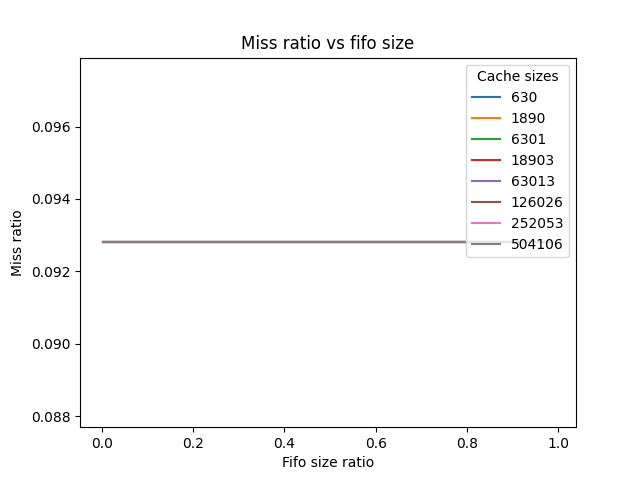 Miss ratio vs fifo size
Cache sizes
630
1890
6301
18903
63013
126026
252053
504106
0.096
0.094
0.092
0.090
0.088
Miss ratio
0.0 0.2 0.4 0.6 0.8 1.0
Fifo size ratio